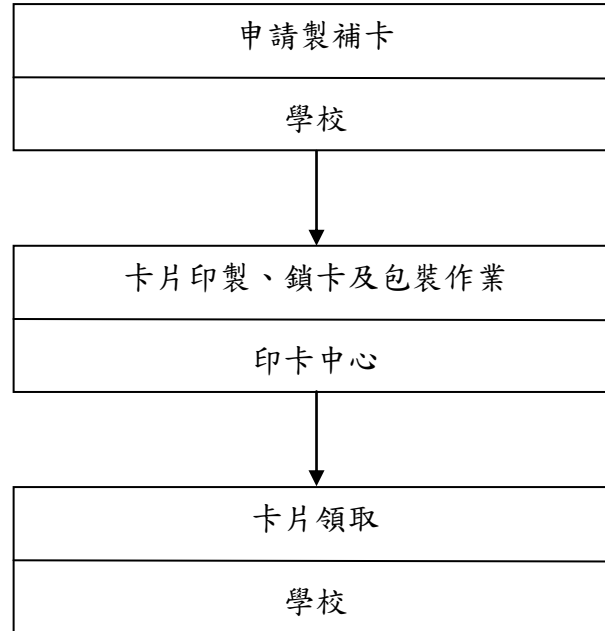 申請製補卡
學校
卡片印製、鎖卡及包裝作業
印卡中心
卡片領取
學校